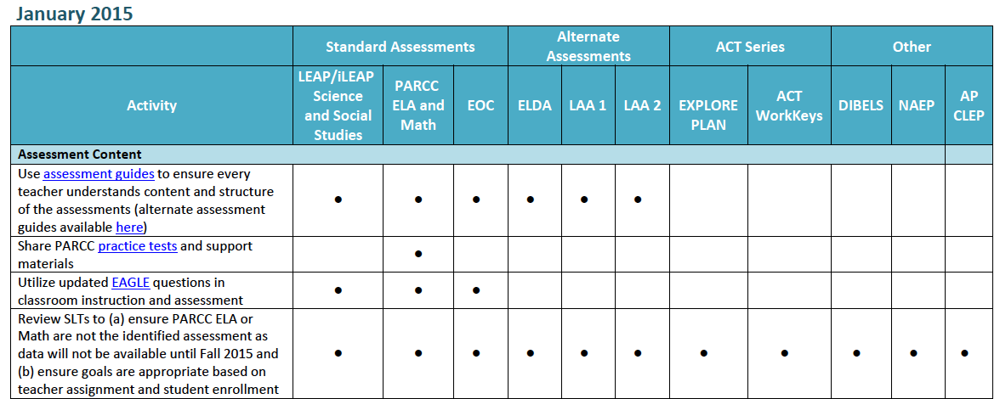 January 2015
Standard Assessments
Alternate
Assessments
ACT Series
Other
Activity
LEAP/iLEAP
Science
and Social
Studies
PARCC
ELA and
Math
EOC
ELDA
LAA 1
LAA 2
EXPLORE
PLAN
ACT
WorkKeys
DIBELS
NAEP
AP
CLEP
Assessment Content
Use assessment guides to ensure every
teacher understands content and structure
of the assessments (alternate assessment
guides available here)
• • • • • •
Share PARCC practice tests and support
materials
•
Utilize updated EAGLE questions in
classroom instruction and assessment
• • •
Review SLTs to (a) ensure PARCC ELA or
Math are not the identified assessment as
data will not be available until Fall 2015 and
(b) ensure goals are appropriate based on
teacher assignment and student enrollment
• • • • • • • • • • •